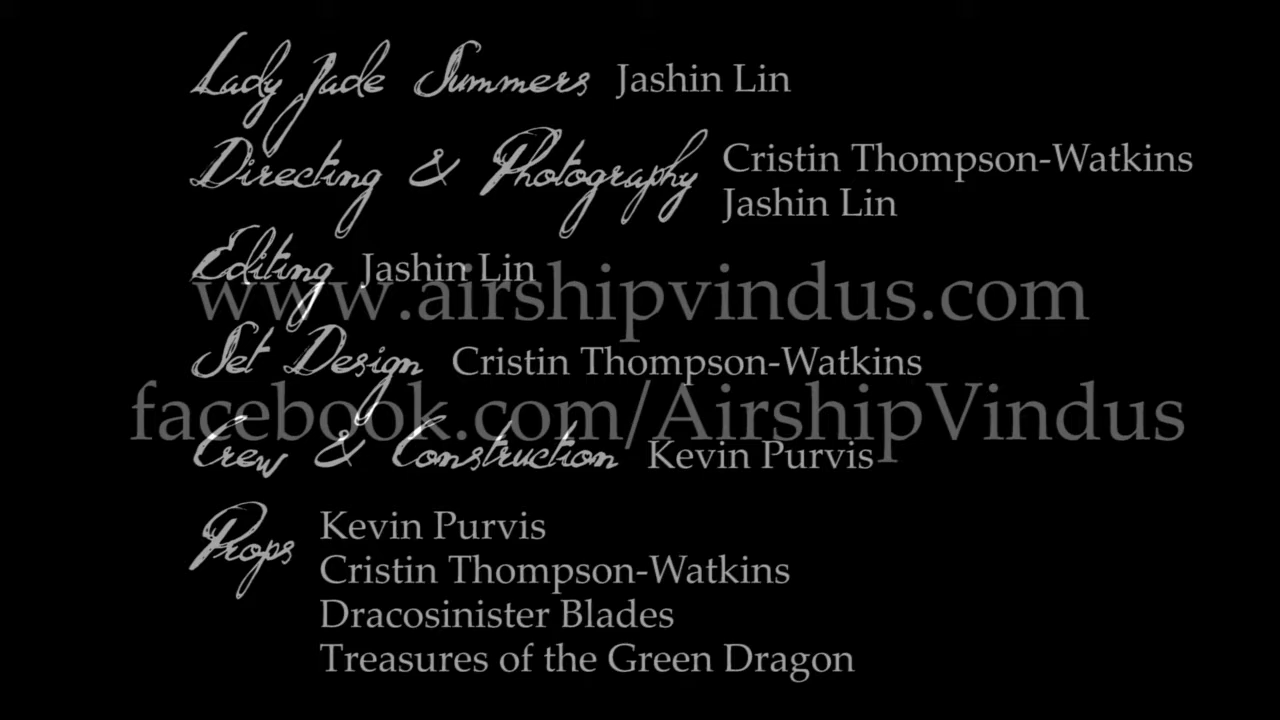 Lady Jade Summers Jashin Lin
Directing & Photography Cristin Thompson-Watkins
Jashin Lin
Editing Jashin Lin
www.airshipvindus.com
Set Design Cristin Thompson-Watkins
facebook.com/AirshipVindus
Crew & Construction Kevin Purvis
Props Kevin Purvis
Cristin Thompson-Watkins
Dracosinister Blades
Treasures of the Green Dragon